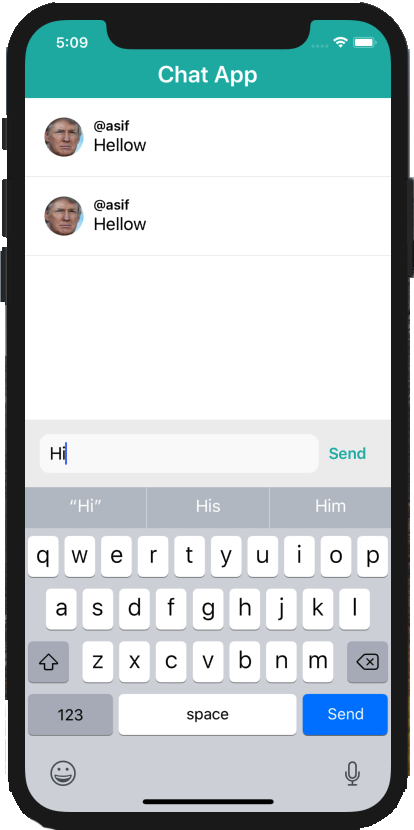 5:09
Chat App
@asif
Hellow
@asif
Hellow
Hi
Send
“Hi”
His
Him
q w e r t y u i o p
a s d f g h j k l
z x c v b n m
123 space Send